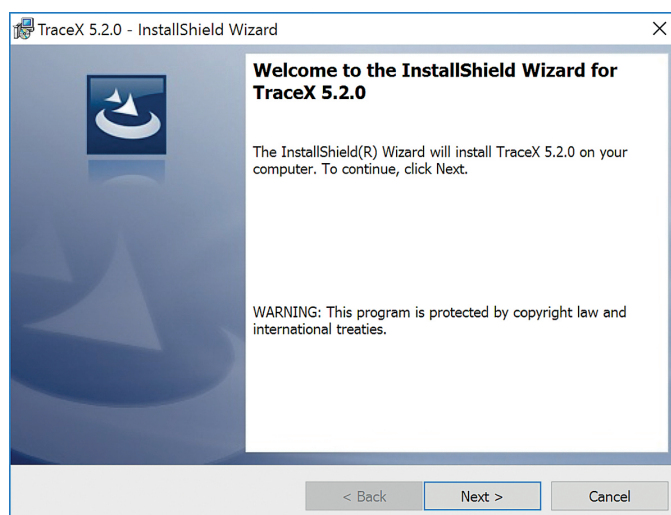 TraceX 5.2.0 - InstallShield Wizard
Welcome to the InstallShield Wizard for
TraceX 5.2.0
The InstallShield(R) Wizard will install TraceX 5.2.0 on your
computer. To continue, click Next.
WARNING: This program is protected by copyright law and
international treaties.
< Back
Next >
Cancel